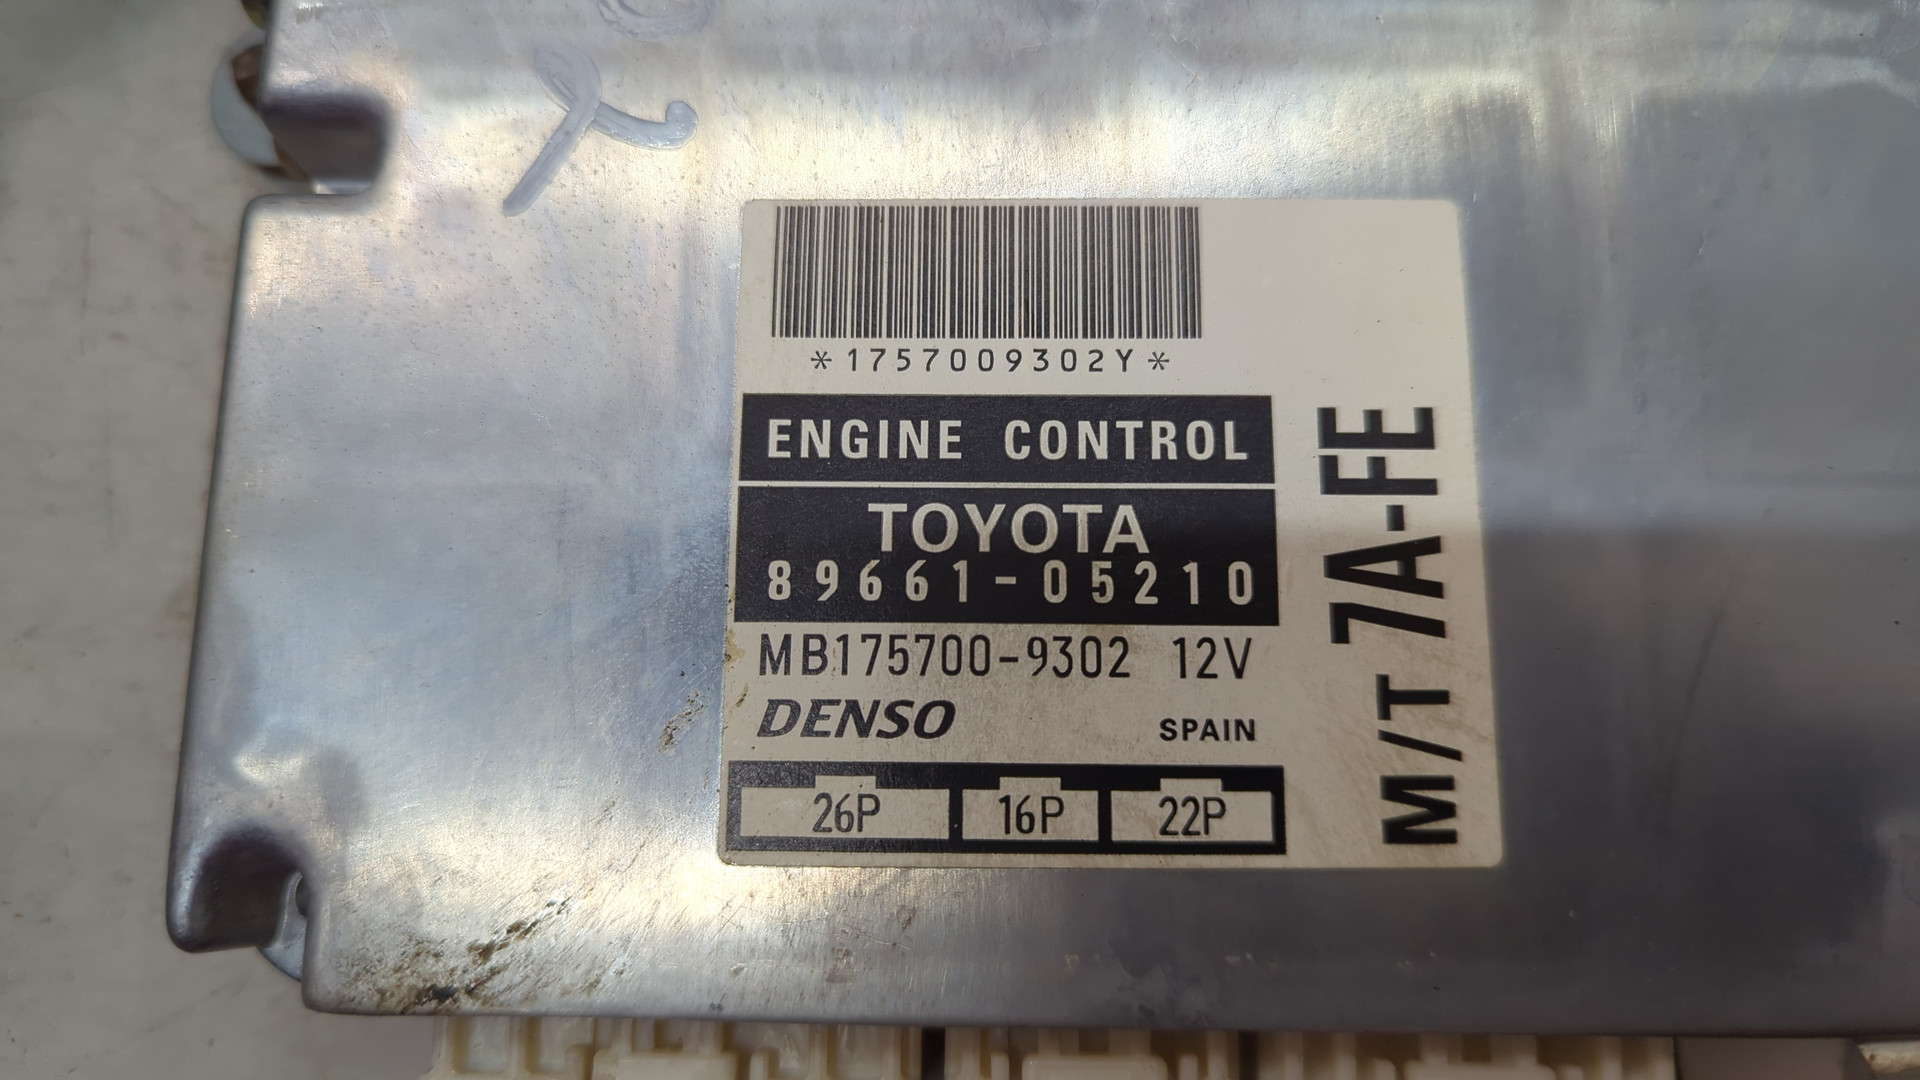 *1757009302Y*
ENGINE CONTROL
TOYOTA
89661-05210
MB175700-9302 12V
DENSO SPAIN
26P 16P 22P
M/T 7A-FE